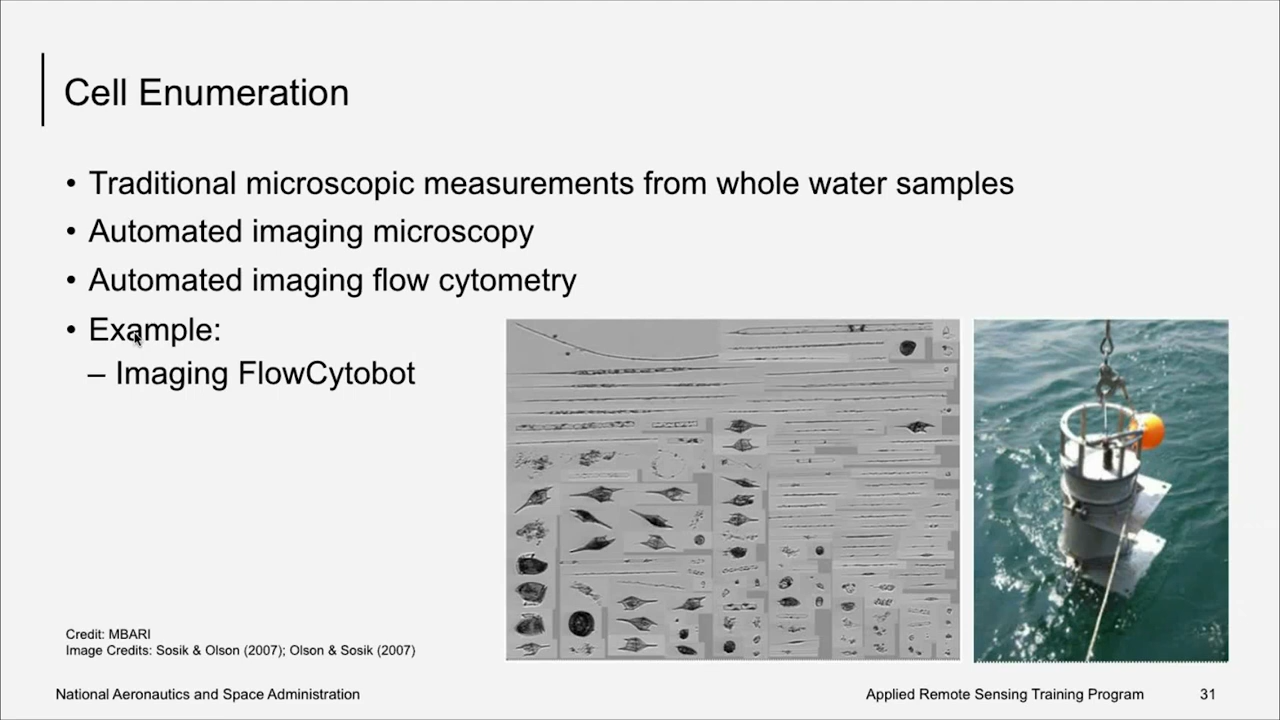 Cell Enumeration
• Traditional microscopic measurements from whole water samples
• Automated imaging microscopy
• Automated imaging flow cytometry
• Example:
– Imaging FlowCytobot
Credit: MBARI
Image Credits: Sosik & Olson (2007); Olson & Sosik (2007)
National Aeronautics and Space Administration
Applied Remote Sensing Training Program
31